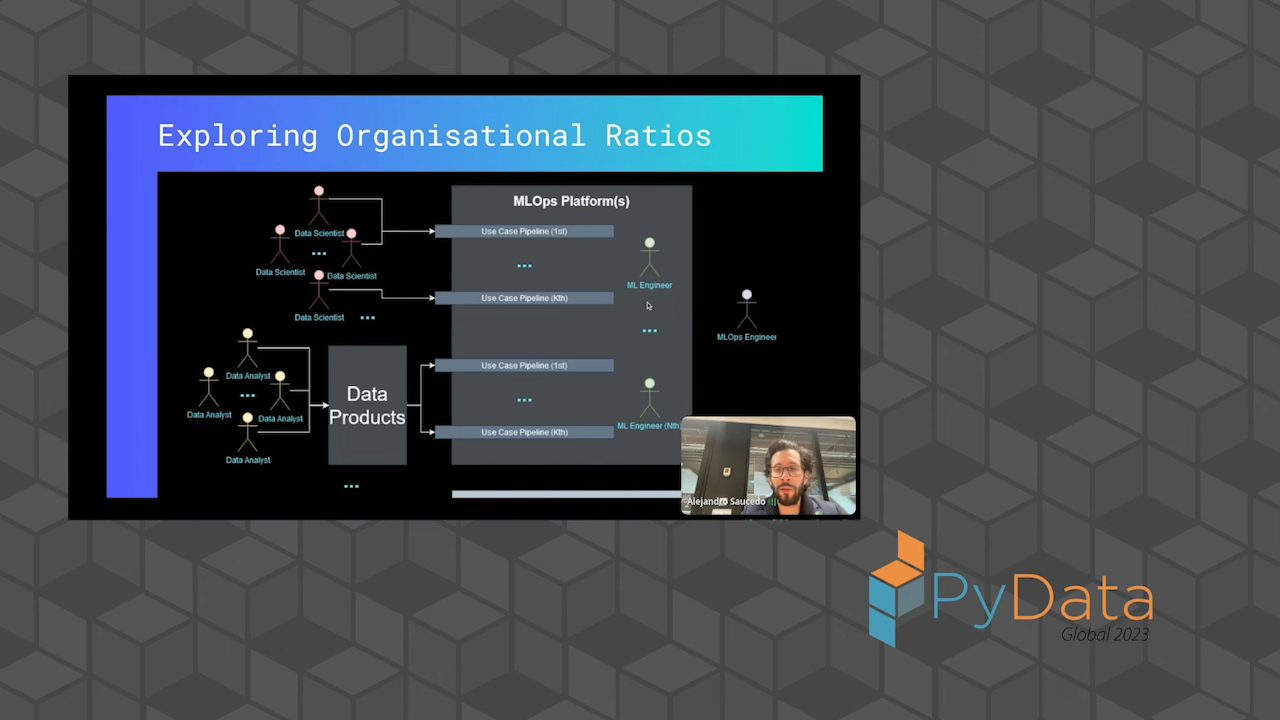 Exploring Organisational Ratios
MLOps Platform(s)
Data Scientist
Data Scientist
Data Scientist
Data Scientist
...
...
Use Case Pipeline (1st)
...
Use Case Pipeline (Kth)
ML Engineer
...
MLOps Engineer
Data Analyst
Data Analyst
...
Data Analyst
Data Analyst
...
Data
Products
Use Case Pipeline (1st)
...
Use Case Pipeline (Kth)
ML Engineer (Nth)
Alejandro Saucedo
PyData
Global 2023